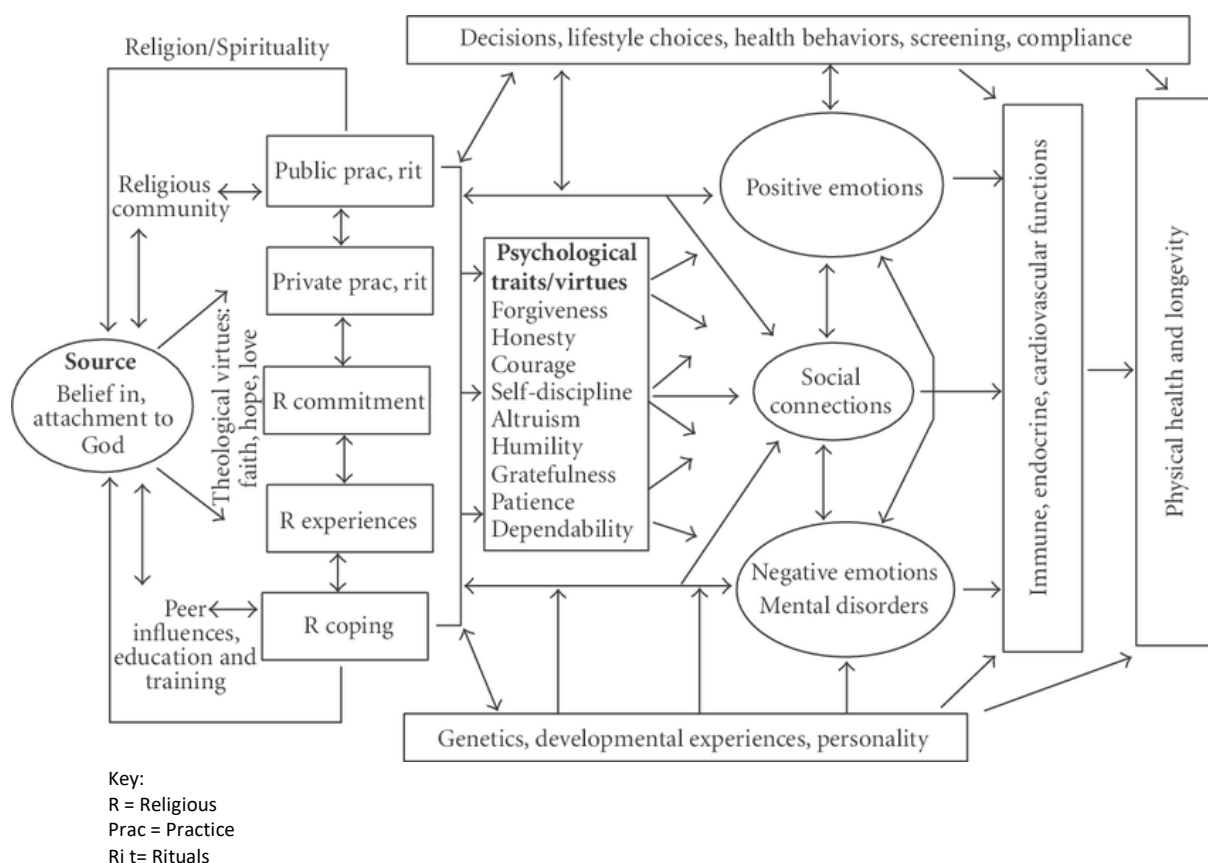 Religion/Spirituality
Decisions, lifestyle choices, health behaviors, screening, compliance
Public prac, rit
Religious
community
Private prac, rit
Theological virtues:
faith, hope, love
Source
Belief in,
attachment to
God
R commitment
R experiences
Peer
influences,
education and
training
R coping
Psychological
traits/virtues
Forgiveness
Honesty
Courage
Self-discipline
Altruism
Humility
Gratefulness
Patience
Dependability
Positive emotions
Social
connections
Negative emotions
Mental disorders
Immune, endocrine, cardiovascular functions
Physical health and longevity
Genetics, developmental experiences, personality
Key:
R = Religious
Prac = Practice
Ri t= Rituals